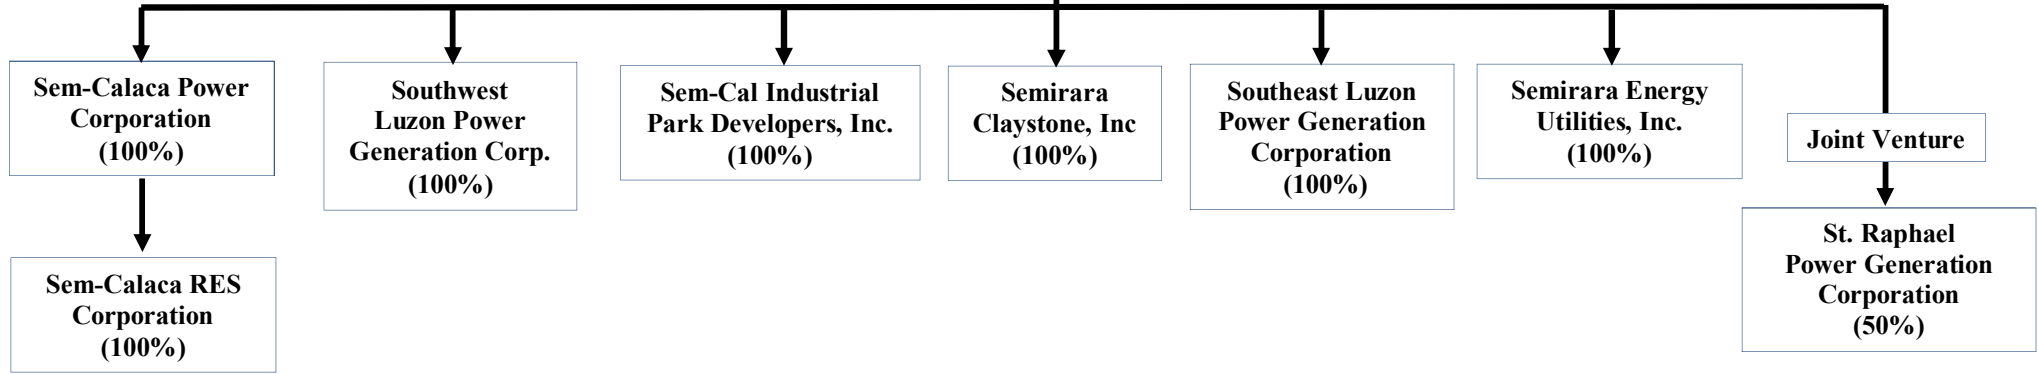 Sem-Calaca Power
Corporation
(100%)
Southwest
Luzon Power
Generation Corp.
(100%)
Sem-Cal Industrial
Park Developers, Inc.
(100%)
Semirara
Claystone, Inc
(100%)
Southeast Luzon
Power Generation
Corporation
(100%)
Semirara Energy
Utilities, Inc.
(100%)
Joint Venture
Sem-Calaca RES
Corporation
(100%)
St. Raphael
Power Generation
Corporation
(50%)